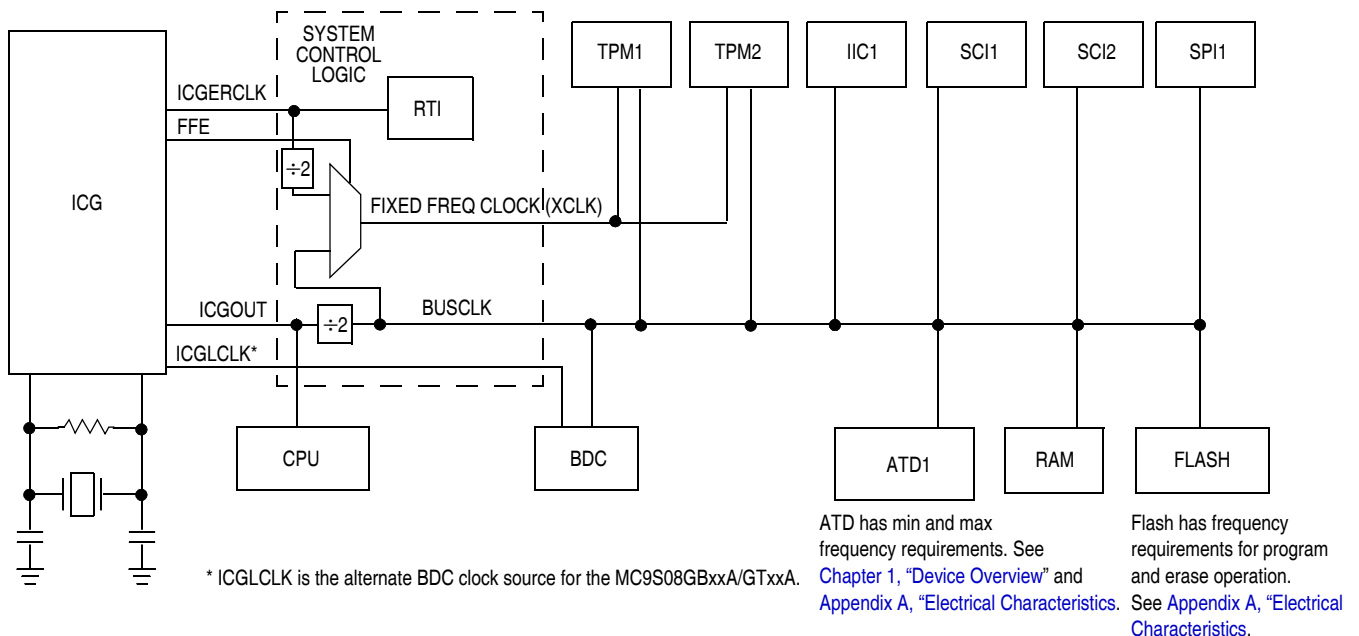 SYSTEM
CONTROL
LOGIC
TPM1
TPM2
IIC1
SCI1
SCI2
SPI1
ICGERCLK
RTI
FFE
÷2
ICG
FIXED FREQ CLOCK (XCLK)
ICGOUT
÷2
BUSCLK
ICGLCLK*
CPU
BDC
ATD1
RAM
FLASH
ATD has min and max
frequency requirements. See
Chapter 1, “Device Overview” and
Appendix A, “Electrical Characteristics.
Flash has frequency
requirements for program
and erase operation.
See Appendix A, “Electrical
Characteristics.
* ICGLCLK is the alternate BDC clock source for the MC9S08GBxxA/GTxxA.